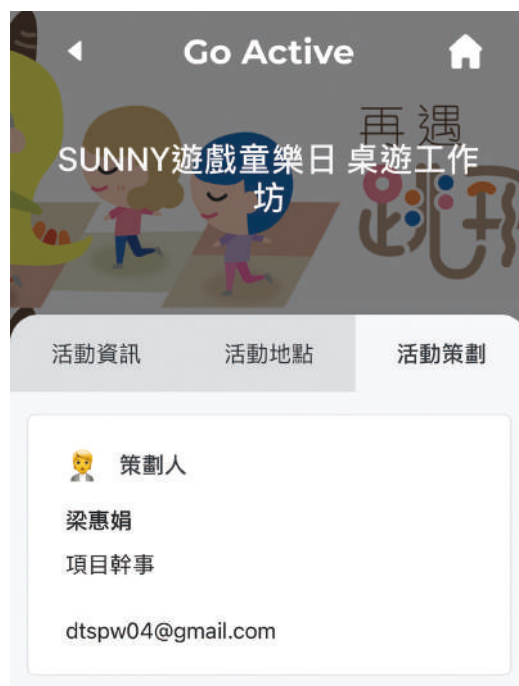 Go Active
再遇
SUNNY遊戲童樂日 桌遊工作
坊
跳飛
活動資訊
活動地點
活動策劃
策劃人
梁惠娟
項目幹事
dtspw04@gmail.com